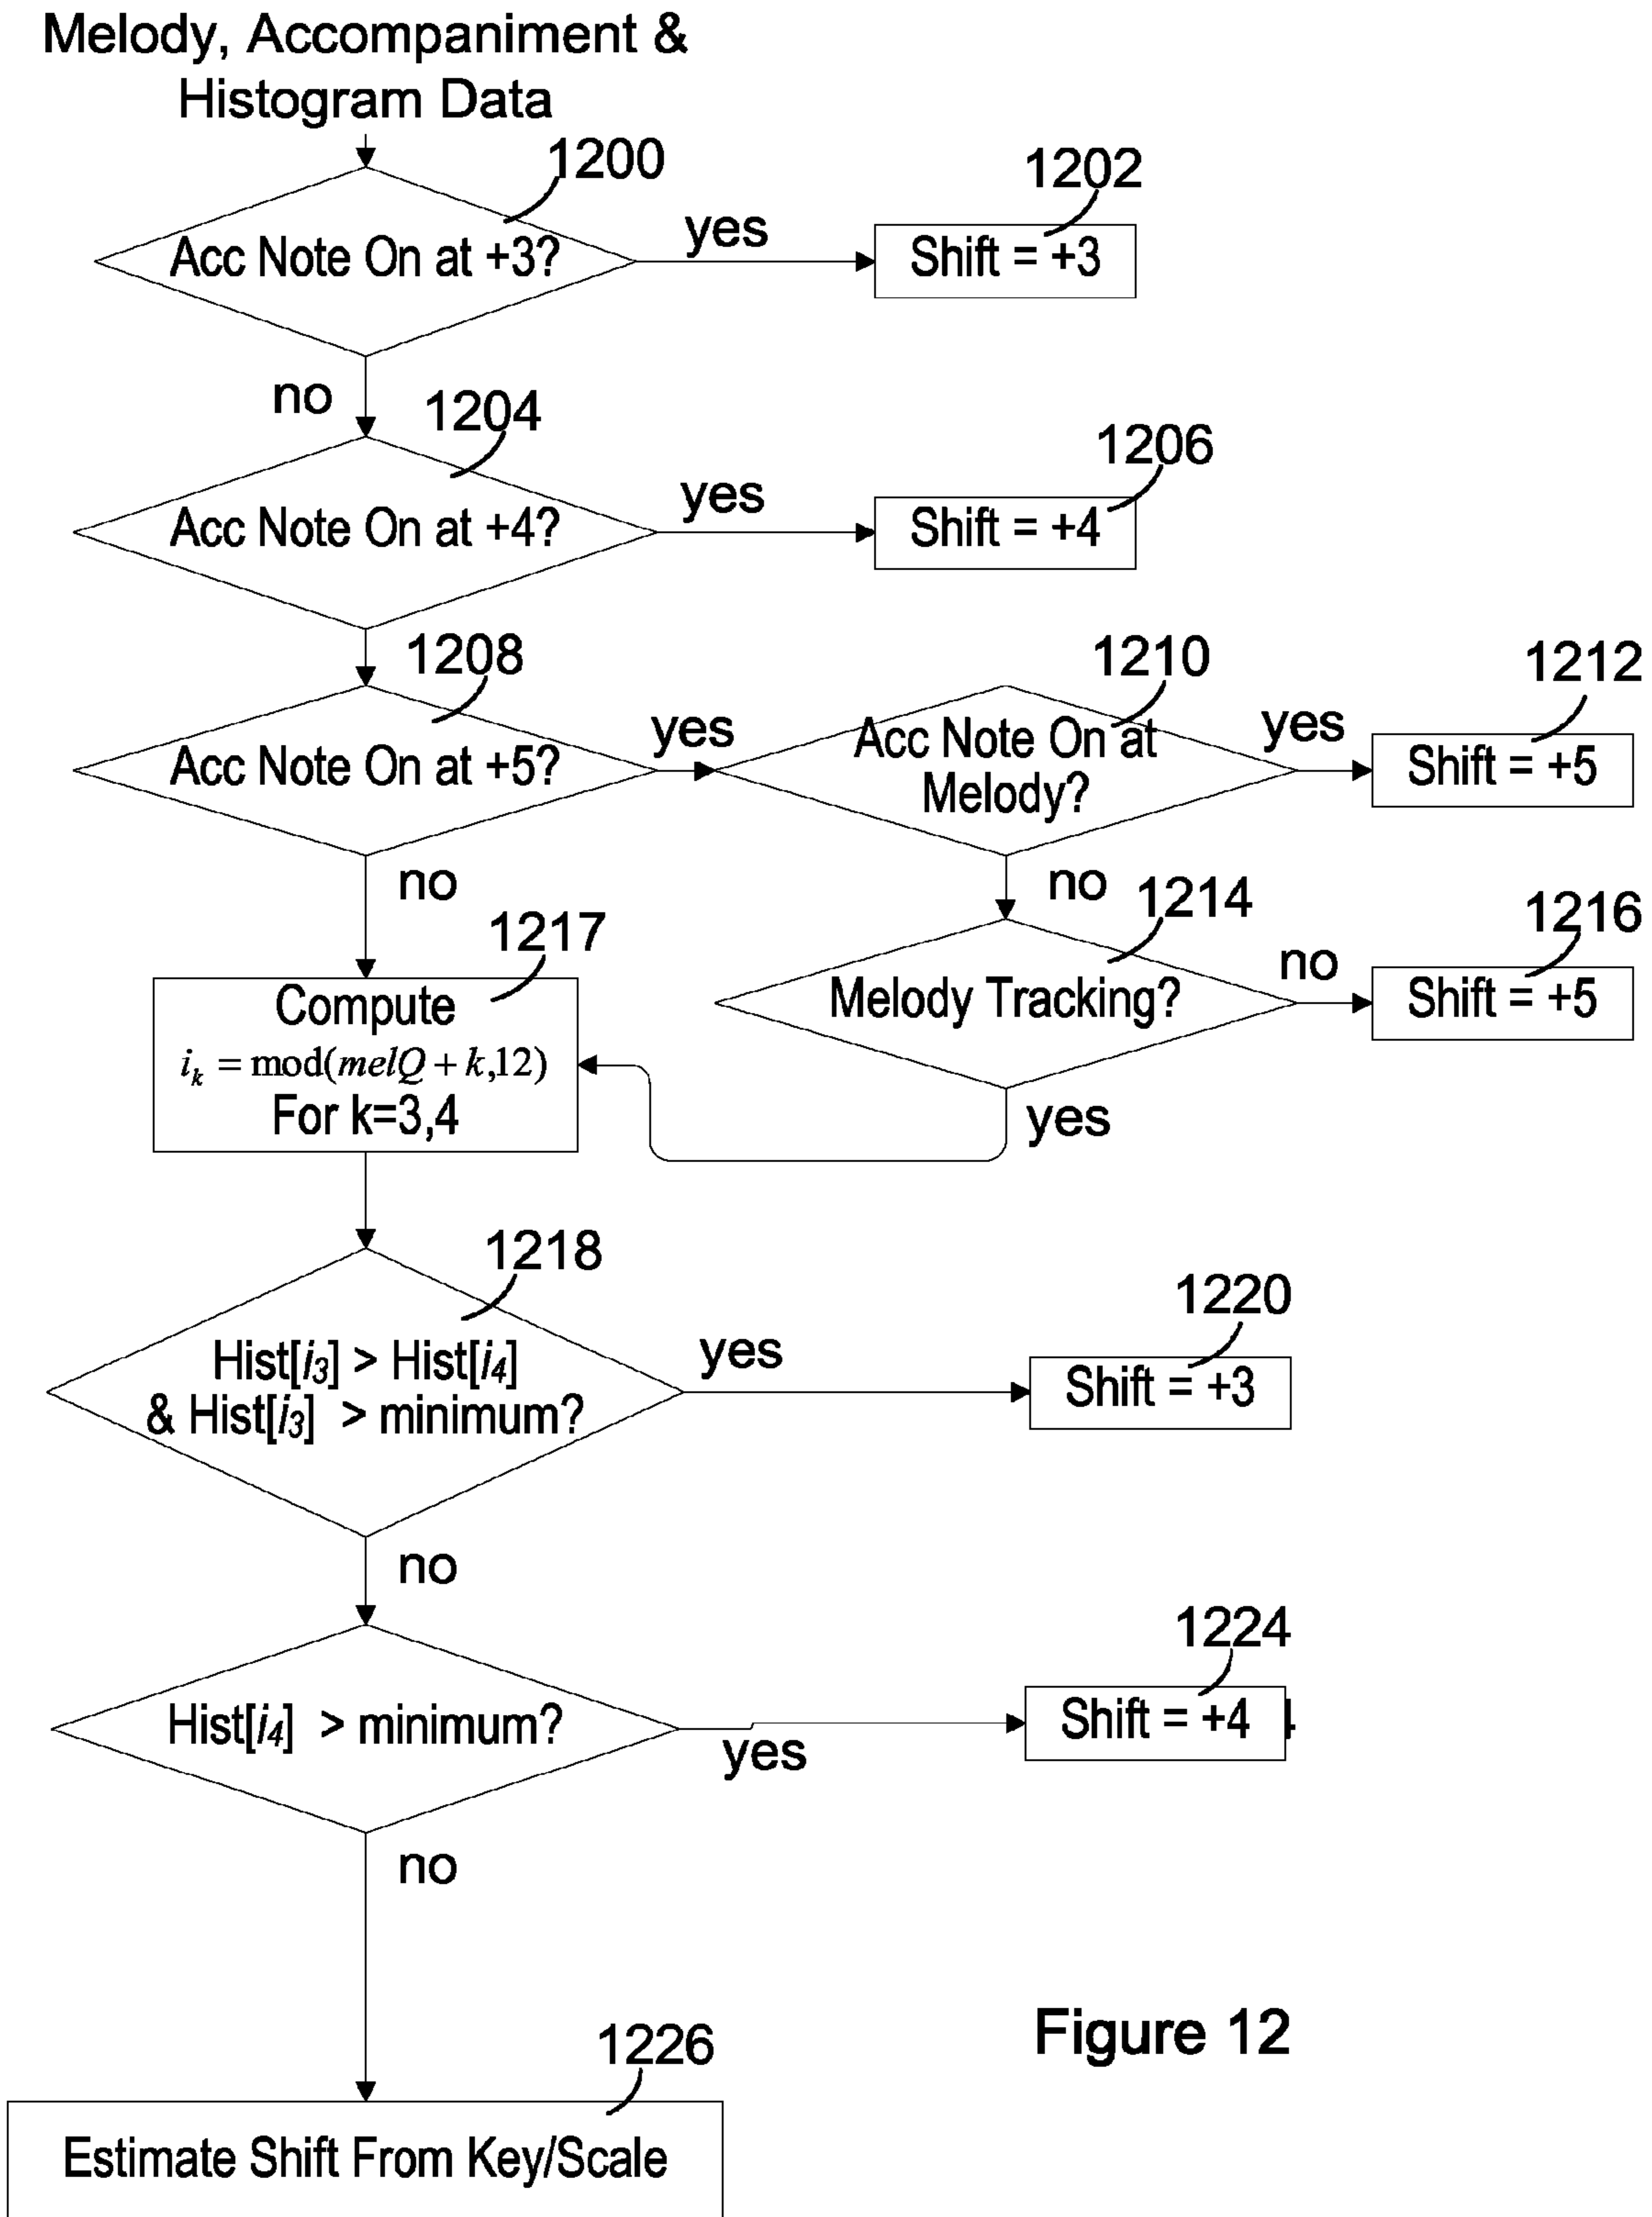 Melody, Accompaniment &
Histogram Data
1200
1202
Acc Note On at +3?
yes
Shift = +3
no
1204
1206
Acc Note On at +4?
yes
Shift = +4
1208
1210
1212
Acc Note On at +5?
yes
Acc Note On at
Melody?
yes
Shift = +5
no
no
1214
1216
1217
Melody Tracking?
no
Shift = +5
Compute
i_k = mod(melQ + k,12)
For k=3,4
yes
1218
1220
Hist[i3] > Hist[i4]
& Hist[i3] > minimum?
yes
Shift = +3
no
1224
Hist[i4] > minimum?
yes
Shift = +4
no
Figure 12
1226
Estimate Shift From Key/Scale